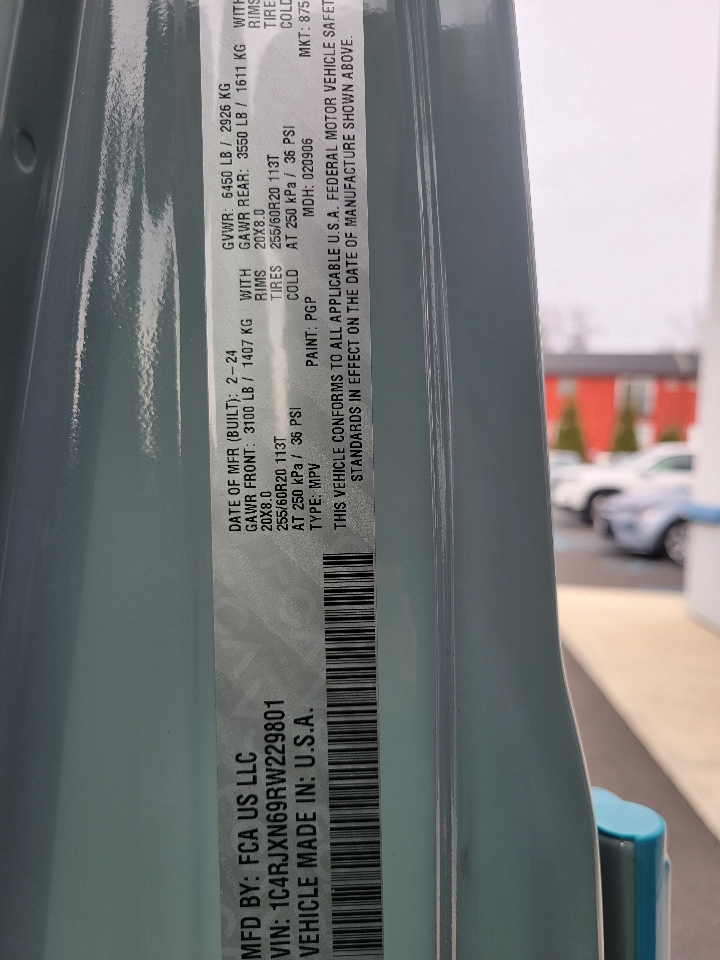 MFD BY: FCA US LLC
VIN: 1C4RJXN69RW229801
VEHICLE MADE IN: U.S.A.
DATE OF MFR (BUILT): 2-24 GVWR: 6450 LB / 2926 KG
GAWR FRONT: 3100 LB / 1407 KG WITH GAWR REAR: 3550 LB / 1611 KG WITH
20X8.0 RIMS 20X8.0 RIMS
255/60R20 113T TIRES 255/60R20 113T TIRE
AT 250 kPa / 36 PSI COLD AT 250 kPa / 36 PSI COLD
TYPE: MPV PAINT: PGP MDH: 020906 MKT: 875
THIS VEHICLE CONFORMS TO ALL APPLICABLE U.S.A. FEDERAL MOTOR VEHICLE SAFET
STANDARDS IN EFFECT ON THE DATE OF MANUFACTURE SHOWN ABOVE.